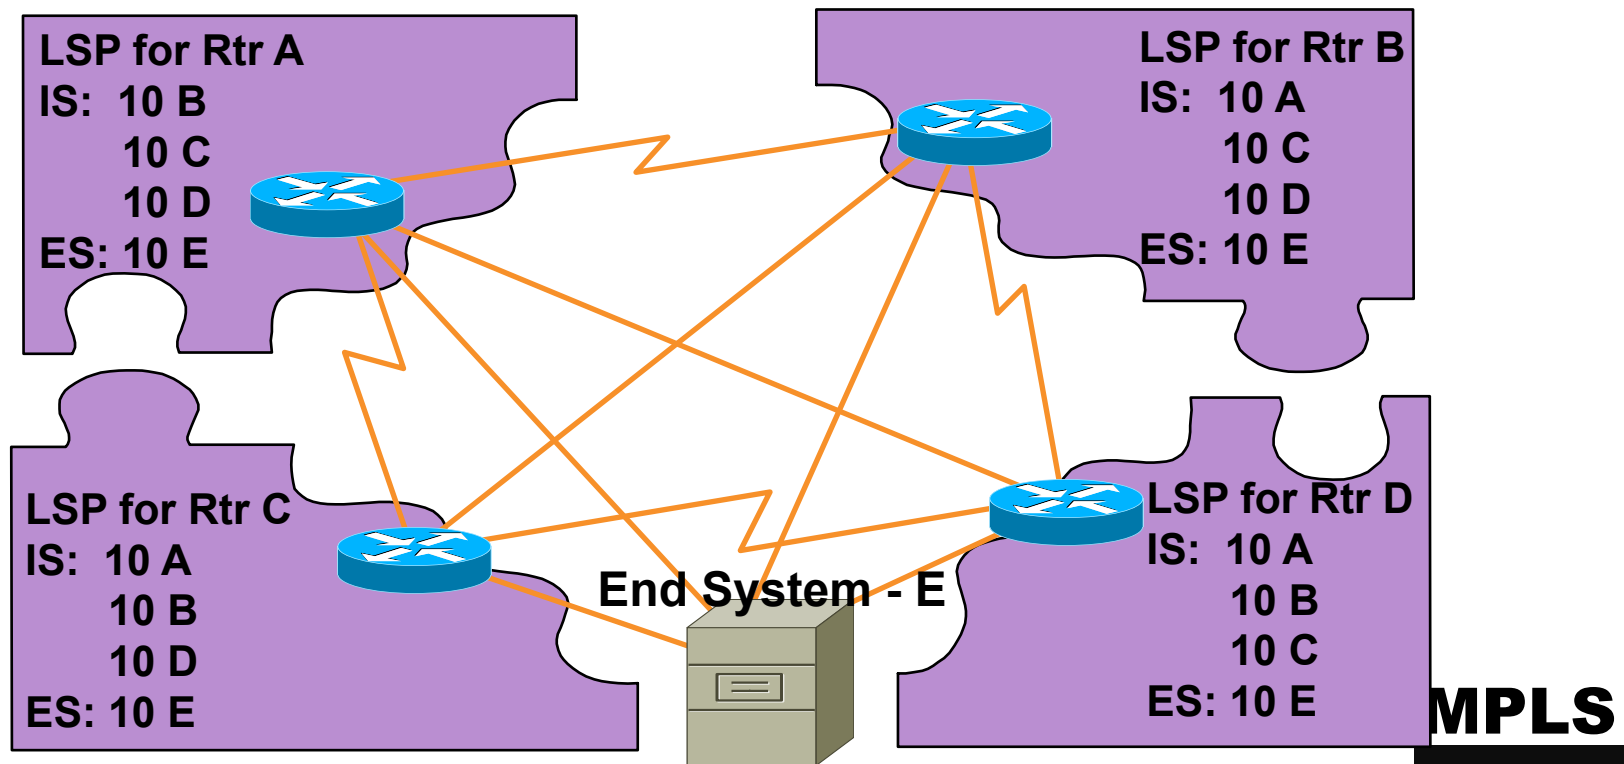 LSP for Rtr A
IS: 10 B
10 C
10 D
ES: 10 E
LSP for Rtr B
IS: 10 A
10 C
10 D
ES: 10 E
LSP for Rtr C
IS: 10 A
10 B
10 D
ES: 10 E
End System - E
LSP for Rtr D
IS: 10 A
10 B
10 C
ES: 10 E
MPLS